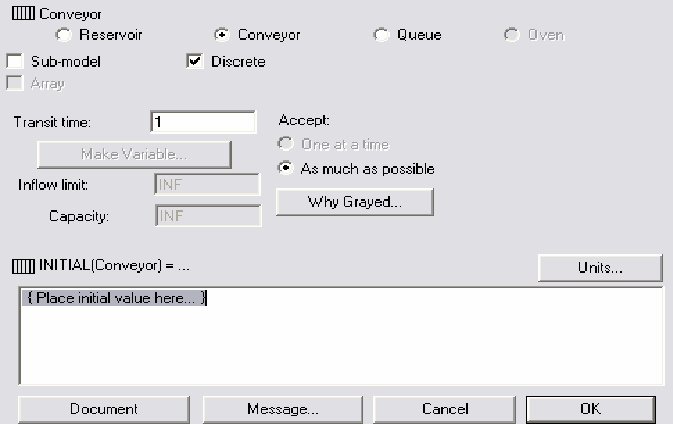 Conveyor
Reservoir Conveyor Queue Oven
Sub-model Discrete
Array
Transit time: 1 Accept:
Make Variable... One at a time
Inflow limit: INF As much as possible
Capacity: INF Why Grayed...
INITIAL(Conveyor) = ... Units...
{ Place initial value here... }
Document Message... Cancel OK